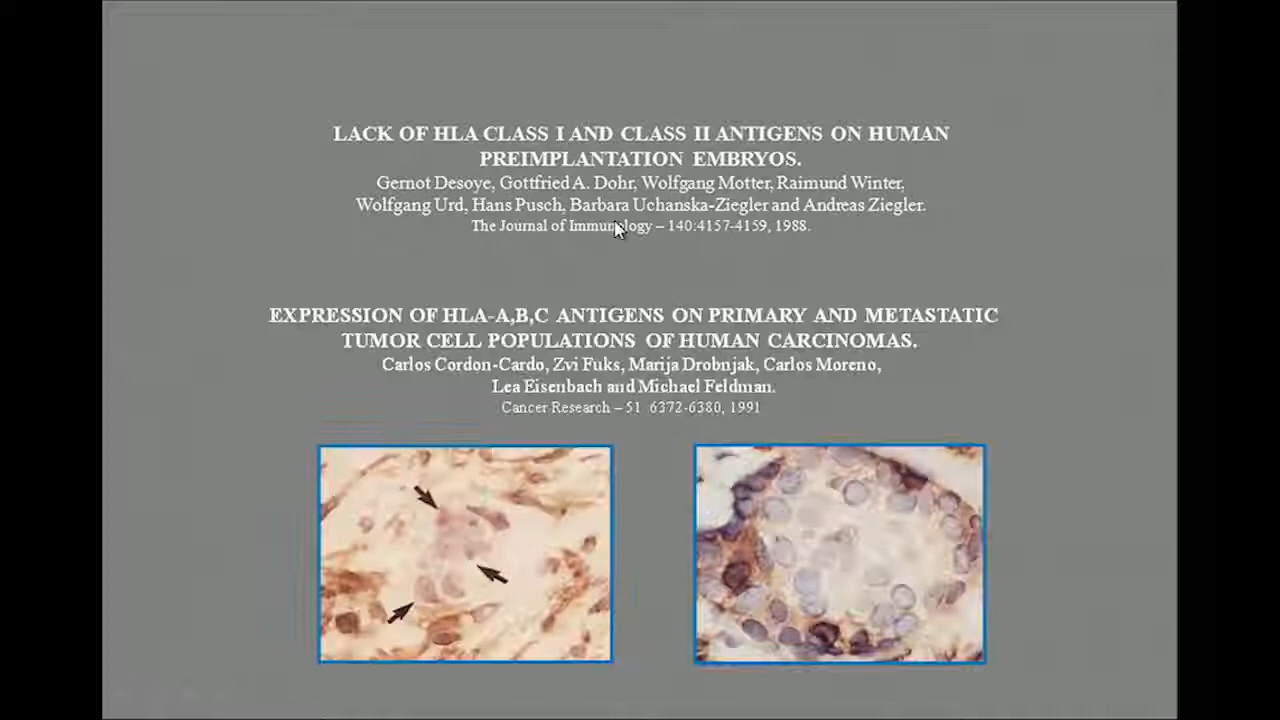 LACK OF HLA CLASS I AND CLASS II ANTIGENS ON HUMAN
PREIMPLANTATION EMBRYOS.
Gernot Desoye, Gottfried A. Dohr, Wolfgang Motter, Raimund Winter,
Wolfgang Urd, Hans Pusch, Barbara Uchanska-Ziegler and Andreas Ziegler.
The Journal of Immunology – 140:4157-4159, 1988.
EXPRESSION OF HLA-A,B,C ANTIGENS ON PRIMARY AND METASTATIC
TUMOR CELL POPULATIONS OF HUMAN CARCINOMAS.
Carlos Cordon-Cardo, Zvi Fuks, Marija Drobnjak, Carlos Moreno,
Lea Eisenbach and Michael Feldman.
Cancer Research – 51 6372-6380, 1991